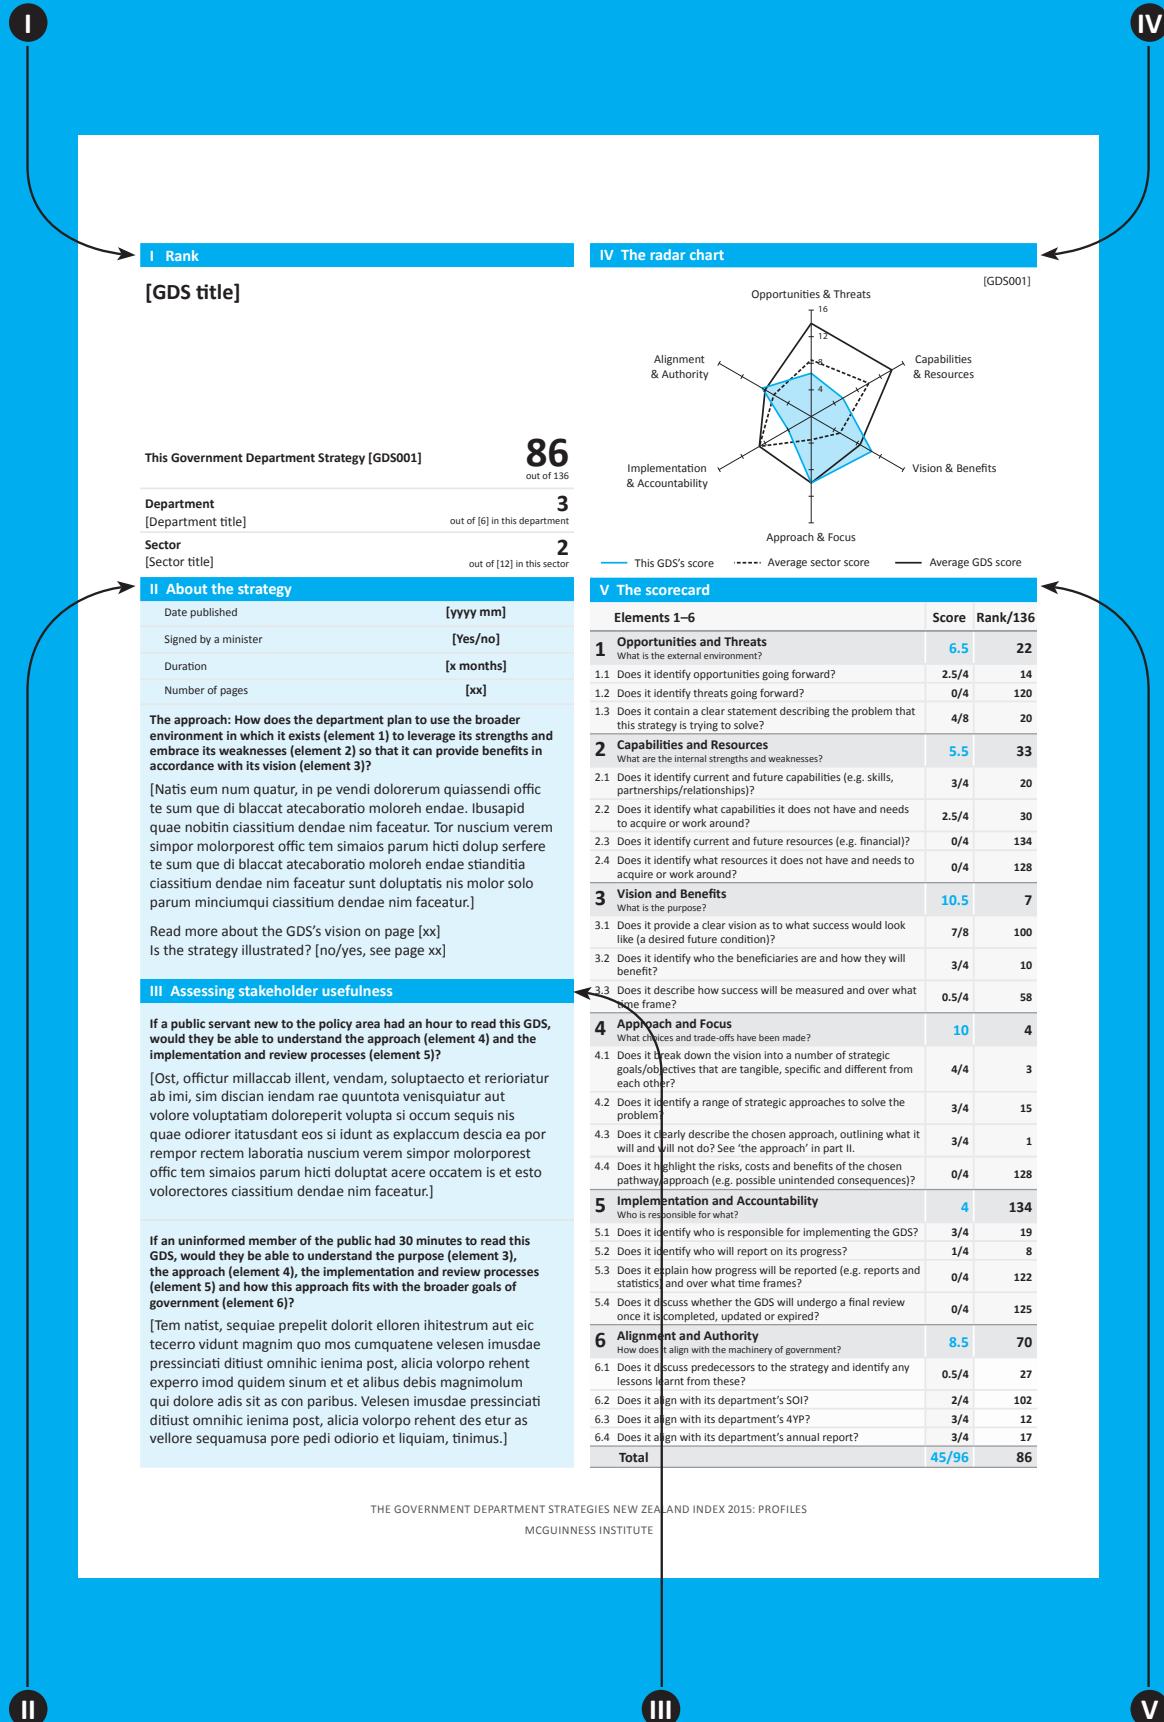 I
IV
I Rank
[GDS title]
This Government Department Strategy [GDS001]
86
out of 136
Department
[Department title]
3
out of [6] in this department
Sector
[Sector title]
2
out of [12] in this sector
II About the strategy
Date published [yyyy mm]
Signed by a minister [Yes/no]
Duration [x months]
Number of pages [xx]
The approach: How does the department plan to use the broader
environment in which it exists (element 1) to leverage its strengths and
embrace its weaknesses (element 2) so that it can provide benefits in
accordance with its vision (element 3)?
[Natis eum num quatur, in pe vendi dolorerum quiassendi offic
te sum que di blaccat atecaboratio moloreh endae. Ibusapid
quae nobitin ciassitium dendae nim faceatur. Tor nuscium verem
simpor molorporest offic tem simaios parum hicti dolup serfere
te sum que di blaccat atecaboratio moloreh endae stianditia
ciassitium dendae nim faceatur sunt doluptatis nis molor solo
parum minciumqui ciassitium dendae nim faceatur.]
Read more about the GDS's vision on page [xx]
Is the strategy illustrated? [no/yes, see page xx]
III Assessing stakeholder usefulness
If a public servant new to the policy area had an hour to read this GDS,
would they be able to understand the approach (element 4) and the
implementation and review processes (element 5)?
[Ost, offictur millaccab illent, vendam, soluptaecto et rerioriatur
ab imi, sim discian iendam rae quuntota venisquiatur aut
volore voluptatiam doloreperit volupta si occum sequis nis
quae odiorer itatusdant eos si idunt as explaccum descia ea por
rempor rectem laboratia nuscium verem simpor molorporest
offic tem simaios parum hicti doluptat acere occatem is et esto
volorectores ciassitium dendae nim faceatur.]
If an uninformed member of the public had 30 minutes to read this
GDS, would they be able to understand the purpose (element 3),
the approach (element 4), the implementation and review processes
(element 5) and how this approach fits with the broader goals of
government (element 6)?
[Tem natist, sequiae prepelit dolorit elloren ihitestrum aut eic
tecerro vidunt magnim quo mos cumquatene velesen imusdae
pressinciati ditiust omnihic ienima post, alicia volorpo rehent
experro imod quidem sinum et et alibus debis magnimolum
qui dolore adis sit as con paribus. Velesen imusdae pressinciati
ditiust omnihic ienima post, alicia volorpo rehent des etur as
vellore sequamusa pore pedi odiorio et liquiam, tinimus.]
IV The radar chart
[GDS001]
Opportunities & Threats
16
12
8
4
Alignment
& Authority
Capabilities
& Resources
Implementation
& Accountability
Vision & Benefits
Approach & Focus
This GDS's score Average sector score Average GDS score
V The scorecard
Elements 1–6 Score Rank/136
1 Opportunities and Threats 6.5 22
What is the external environment?
1.1 Does it identify opportunities going forward? 2.5/4 14
1.2 Does it identify threats going forward? 0/4 120
1.3 Does it contain a clear statement describing the problem that
this strategy is trying to solve? 4/8 20
2 Capabilities and Resources 5.5 33
What are the internal strengths and weaknesses?
2.1 Does it identify current and future capabilities (e.g. skills,
partnerships/relationships)? 3/4 20
2.2 Does it identify what capabilities it does not have and needs
to acquire or work around? 2.5/4 30
2.3 Does it identify current and future resources (e.g. financial)? 0/4 134
2.4 Does it identify what resources it does not have and needs to
acquire or work around? 0/4 128
3 Vision and Benefits 10.5 7
What is the purpose?
3.1 Does it provide a clear vision as to what success would look
like (a desired future condition)? 7/8 100
3.2 Does it identify who the beneficiaries are and how they will
benefit? 3/4 10
3.3 Does it describe how success will be measured and over what
time frame? 0.5/4 58
4 Approach and Focus 10 4
What choices and trade-offs have been made?
4.1 Does it break down the vision into a number of strategic
goals/objectives that are tangible, specific and different from
each other? 4/4 3
4.2 Does it identify a range of strategic approaches to solve the
problem? 3/4 15
4.3 Does it clearly describe the chosen approach, outlining what it
will and will not do? See 'the approach' in part II. 3/4 1
4.4 Does it highlight the risks, costs and benefits of the chosen
pathway/approach (e.g. possible unintended consequences)? 0/4 128
5 Implementation and Accountability 4 134
Who is responsible for what?
5.1 Does it identify who is responsible for implementing the GDS? 3/4 19
5.2 Does it identify who will report on its progress? 1/4 8
5.3 Does it explain how progress will be reported (e.g. reports and
statistics) and over what time frames? 0/4 122
5.4 Does it discuss whether the GDS will undergo a final review
once it is completed, updated or expired? 0/4 125
6 Alignment and Authority 8.5 70
How does it align with the machinery of government?
6.1 Does it discuss predecessors to the strategy and identify any
lessons learnt from these? 0.5/4 27
6.2 Does it align with its department's SOI? 2/4 102
6.3 Does it align with its department's 4YP? 3/4 12
6.4 Does it align with its department's annual report? 3/4 17
Total 45/96 86
THE GOVERNMENT DEPARTMENT STRATEGIES NEW ZEALAND INDEX 2015: PROFILES
MCGUINNESS INSTITUTE
II
III
V